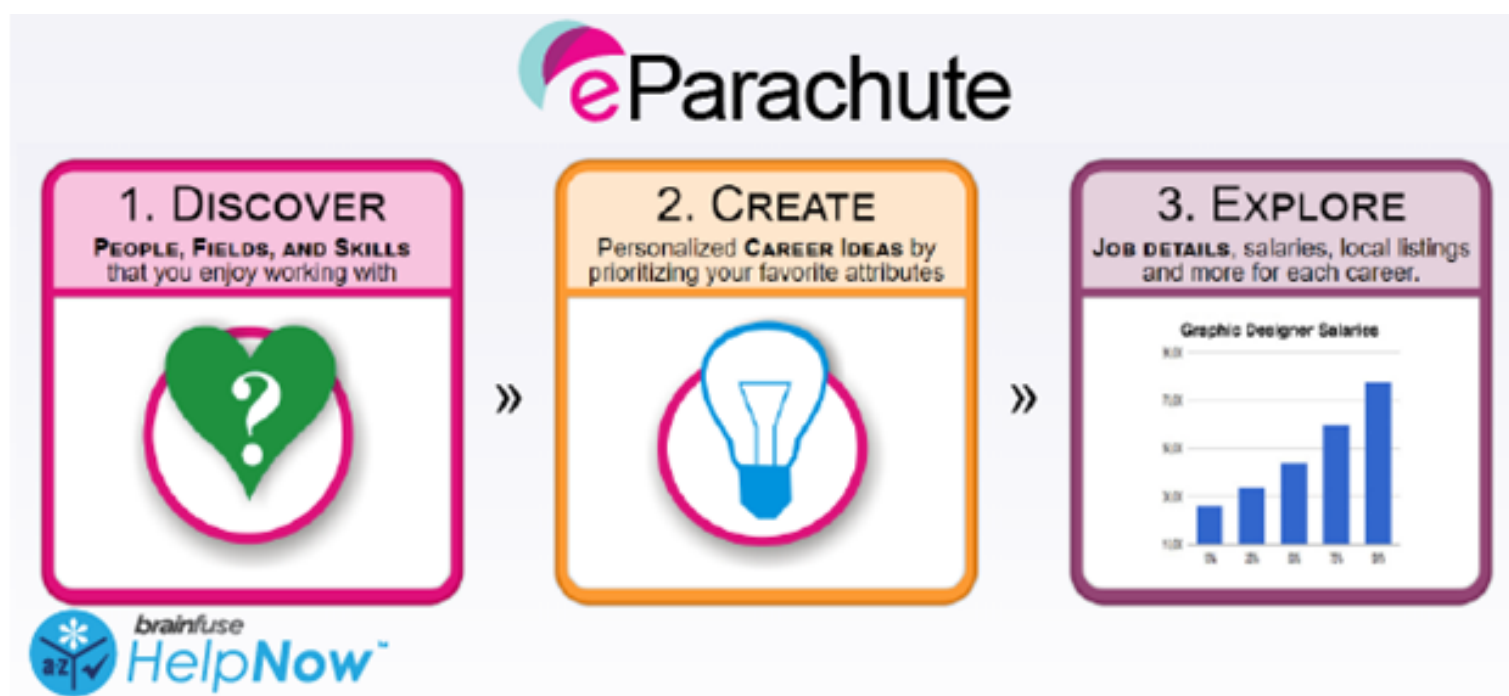 eParachute
1. DISCOVER
PEOPLE, FIELDS, AND SKILLS
that you enjoy working with
?
»
2. CREATE
Personalized CAREER IDEAS by
prioritizing your favorite attributes
»
3. EXPLORE
JOB DETAILS, salaries, local listings
and more for each career.
Graphic Designer Salaries
brainfuse
a-z
HelpNow™